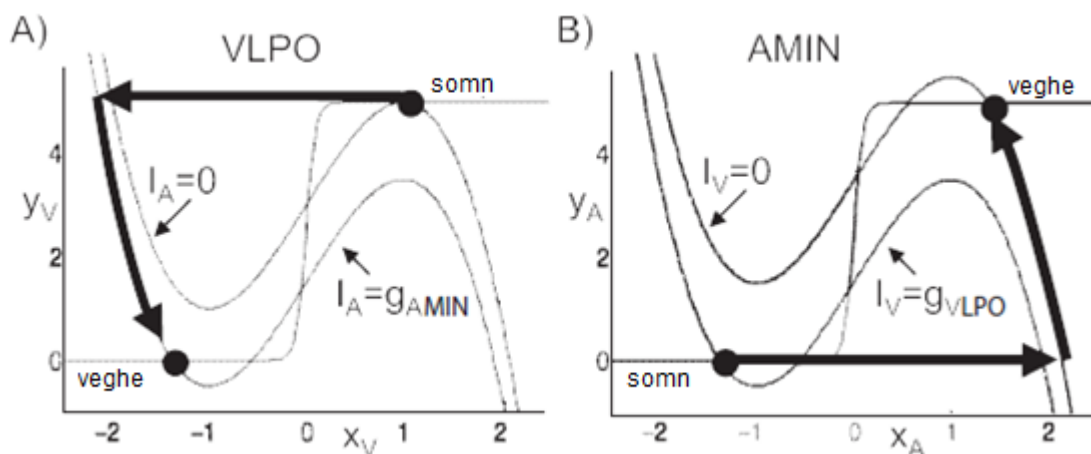 A)
VLPO
somn
4
I_A=0
y_V
2
I_A=g_AMIN
0
veghe
-2
-1
0
x_V
1
2
B)
AMIN
veghe
4
I_V=0
y_A
2
I_V=g_VLPO
0
somn
-2
-1
0
x_A
1
2